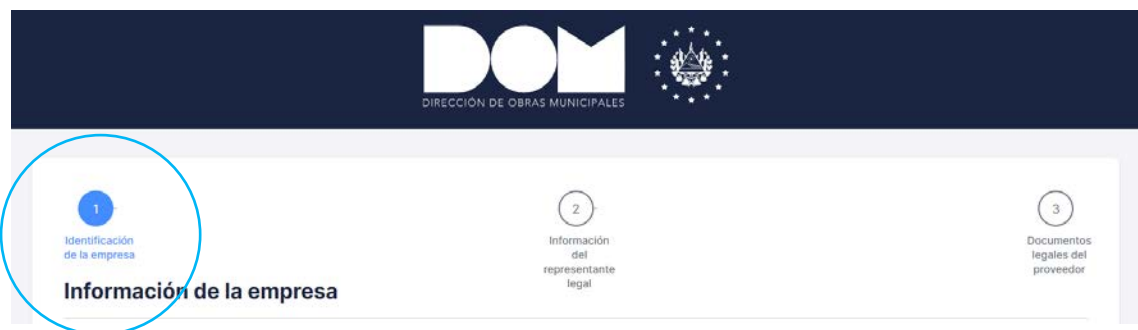 DOM
DIRECCIÓN DE OBRAS MUNICIPALES
1
Identificación
de la empresa
2
Información
del
representante
legal
3
Documentos
legales del
proveedor
Información de la empresa